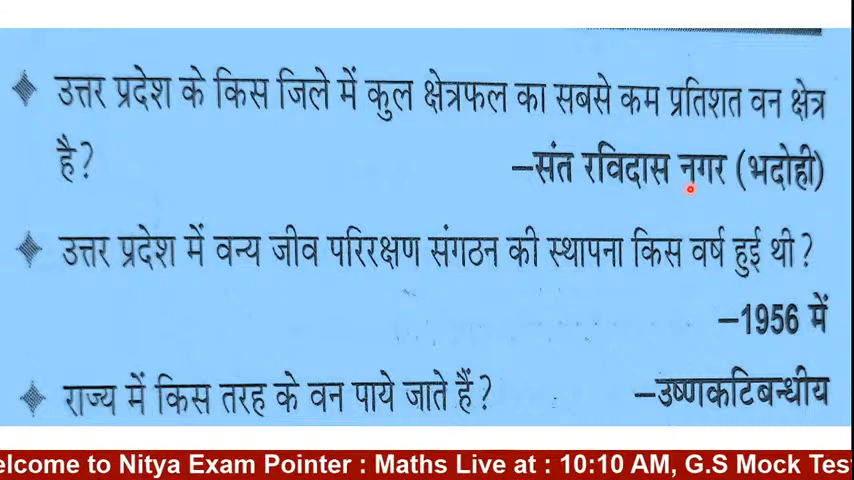 उत्तर प्रदेश के किस जिले में कुल क्षेत्रफल का सबसे कम प्रतिशत वन क्षेत्र
है? –संत रविदास नगर (भदोही)
उत्तर प्रदेश में वन्य जीव परिरक्षण संगठन की स्थापना किस वर्ष हुई थी?
–1956 में
राज्य में किस तरह के वन पाये जाते हैं? –उष्णकटिबन्धीय
elcome to Nitya Exam Pointer : Maths Live at : 10:10 AM, G.S Mock Tes